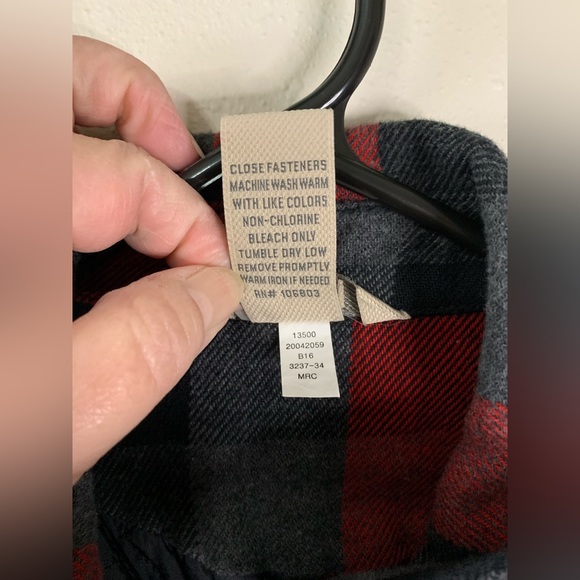 CLOSE FASTENERS
MACHINE WASH WARM
WITH LIKE COLORS
NON-CHLORINE
BLEACH ONLY
TUMBLE DRY LOW
REMOVE PROMPTLY
WARM IRON IF NEEDED
RN# 106803
13500
20042059
B16
3237-34
MRC